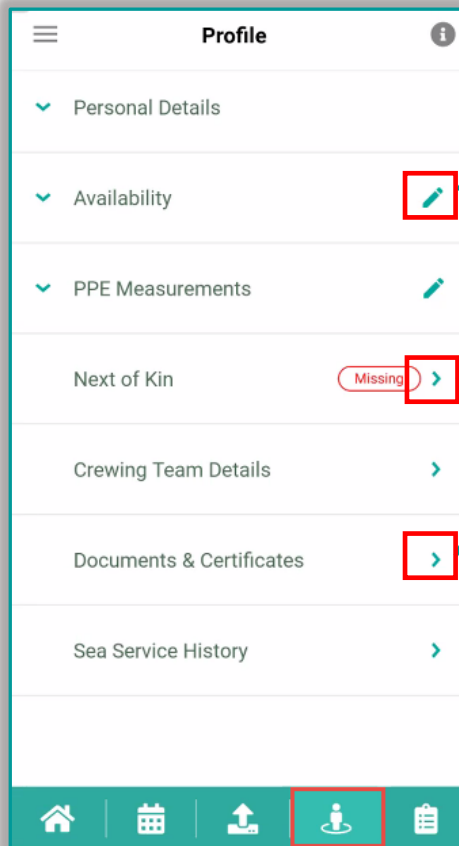 Profile
Personal Details
Availability
PPE Measurements
Next of Kin Missing
Crewing Team Details
Documents & Certificates
Sea Service History